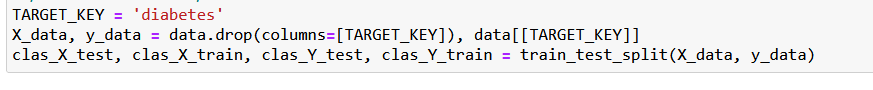 TARGET_KEY = 'diabetes'
X_data, y_data = data.drop(columns=[TARGET_KEY]), data[[TARGET_KEY]]
clas_X_test, clas_X_train, clas_Y_test, clas_Y_train = train_test_split(X_data, y_data)